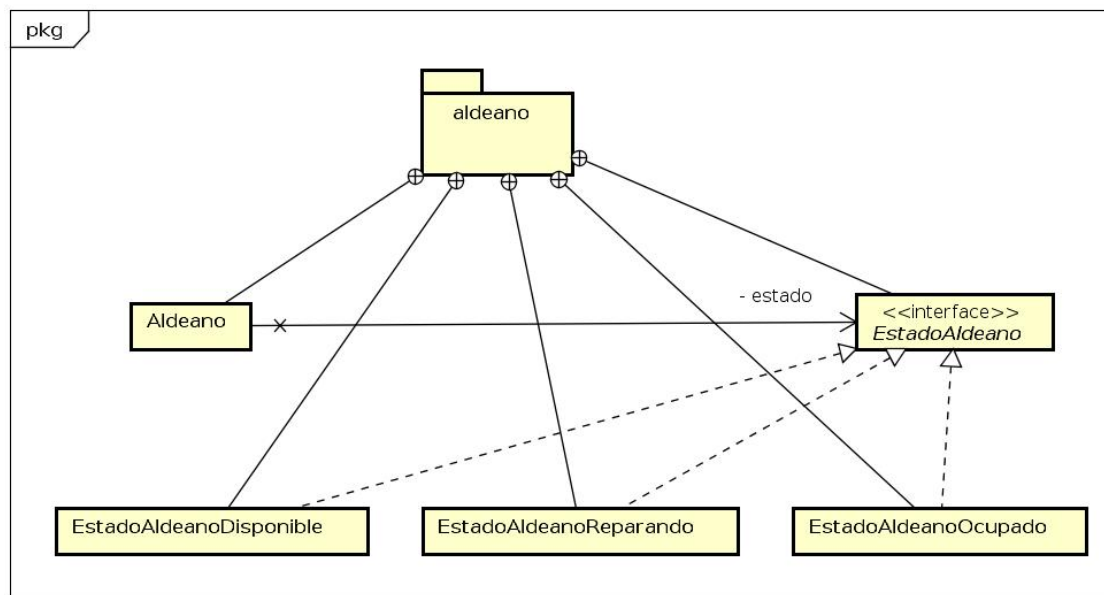 pkg
aldeano
- estado
Aldeano
<<interface>>
EstadoAldeano
EstadoAldeanoDisponible
EstadoAldeanoReparando
EstadoAldeanoOcupado